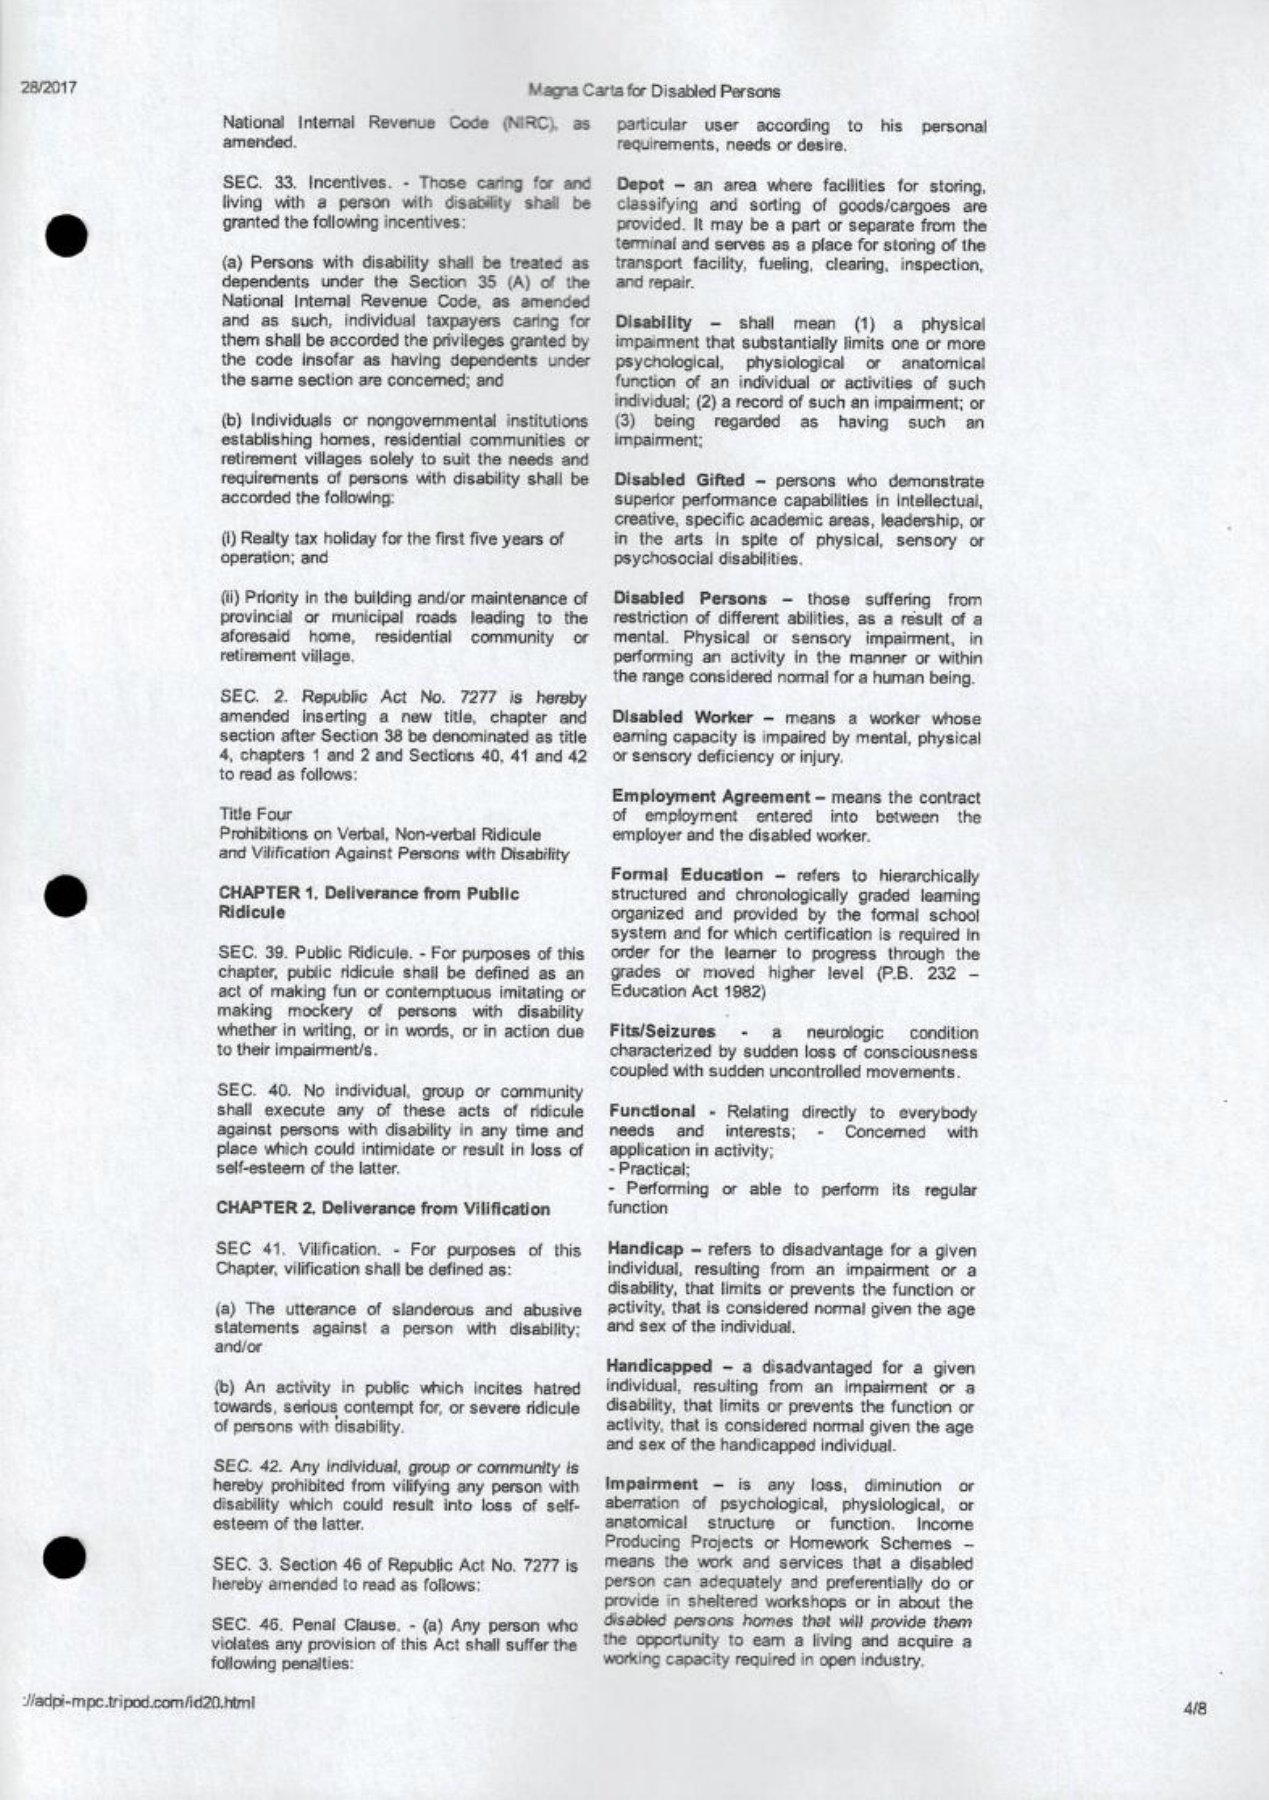 28/2017
Magna Carta for Disabled Persons
National Internal Revenue Code (NIRC), as
amended.
SEC. 33. Incentives. - Those caring for and
living with a person with disability shall be
granted the following incentives:
(a) Persons with disability shall be treated as
dependents under the Section 35 (A) of the
National Internal Revenue Code, as amended
and as such, individual taxpayers caring for
them shall be accorded the privileges granted by
the code insofar as having dependents under
the same section are concerned; and
(b) Individuals or nongovernmental institutions
establishing homes, residential communities or
retirement villages solely to suit the needs and
requirements of persons with disability shall be
accorded the following:
(i) Realty tax holiday for the first five years of
operation; and
(ii) Priority in the building and/or maintenance of
provincial or municipal roads leading to the
aforesaid home, residential community or
retirement village.
SEC. 2. Republic Act No. 7277 is hereby
amended inserting a new title, chapter and
section after Section 38 be denominated as title
4, chapters 1 and 2 and Sections 40, 41 and 42
to read as follows:
Title Four
Prohibitions on Verbal, Non-verbal Ridicule
and Vilification Against Persons with Disability
CHAPTER 1. Deliverance from Public
Ridicule
SEC. 39. Public Ridicule. - For purposes of this
chapter, public ridicule shall be defined as an
act of making fun or contemptuous imitating or
making mockery of persons with disability
whether in writing, or in words, or in action due
to their impairment/s.
SEC. 40. No individual, group or community
shall execute any of these acts of ridicule
against persons with disability in any time and
place which could intimidate or result in loss of
self-esteem of the latter.
CHAPTER 2. Deliverance from Vilification
SEC 41. Vilification. - For purposes of this
Chapter, vilification shall be defined as:
(a) The utterance of slanderous and abusive
statements against a person with disability;
and/or
(b) An activity in public which incites hatred
towards, serious contempt for, or severe ridicule
of persons with disability.
SEC. 42. Any individual, group or community is
hereby prohibited from vilifying any person with
disability which could result into loss of self-
esteem of the latter.
SEC. 3. Section 46 of Republic Act No. 7277 is
hereby amended to read as follows:
SEC. 46. Penal Clause. - (a) Any person who
violates any provision of this Act shall suffer the
following penalties:
particular user according to his personal
requirements, needs or desire.
Depot – an area where facilities for storing,
classifying and sorting of goods/cargoes are
provided. It may be a part or separate from the
terminal and serves as a place for storing of the
transport facility, fueling, clearing, inspection,
and repair.
Disability – shall mean (1) a physical
impairment that substantially limits one or more
psychological, physiological or anatomical
function of an individual or activities of such
individual; (2) a record of such an impairment; or
(3) being regarded as having such an
impairment;
Disabled Gifted – persons who demonstrate
superior performance capabilities in intellectual,
creative, specific academic areas, leadership, or
in the arts in spite of physical, sensory or
psychosocial disabilities.
Disabled Persons – those suffering from
restriction of different abilities, as a result of a
mental. Physical or sensory impairment, in
performing an activity in the manner or within
the range considered normal for a human being.
Disabled Worker – means a worker whose
earning capacity is impaired by mental, physical
or sensory deficiency or injury.
Employment Agreement – means the contract
of employment entered into between the
employer and the disabled worker.
Formal Education – refers to hierarchically
structured and chronologically graded learning
organized and provided by the formal school
system and for which certification is required in
order for the learner to progress through the
grades or moved higher level (P.B. 232 –
Education Act 1982)
Fits/Seizures - a neurologic condition
characterized by sudden loss of consciousness
coupled with sudden uncontrolled movements.
Functional - Relating directly to everybody
needs and interests; - Concerned with
application in activity;
- Practical;
- Performing or able to perform its regular
function
Handicap – refers to disadvantage for a given
individual, resulting from an impairment or a
disability, that limits or prevents the function or
activity, that is considered normal given the age
and sex of the individual.
Handicapped – a disadvantaged for a given
individual, resulting from an impairment or a
disability, that limits or prevents the function or
activity, that is considered normal given the age
and sex of the handicapped individual.
Impairment – is any loss, diminution or
aberration of psychological, physiological, or
anatomical structure or function. Income
Producing Projects or Homework Schemes –
means the work and services that a disabled
person can adequately and preferentially do or
provide in sheltered workshops or in about the
disabled persons homes that will provide them
the opportunity to earn a living and acquire a
working capacity required in open industry.
://adpi-mpc.tripod.com/id20.html
4/8